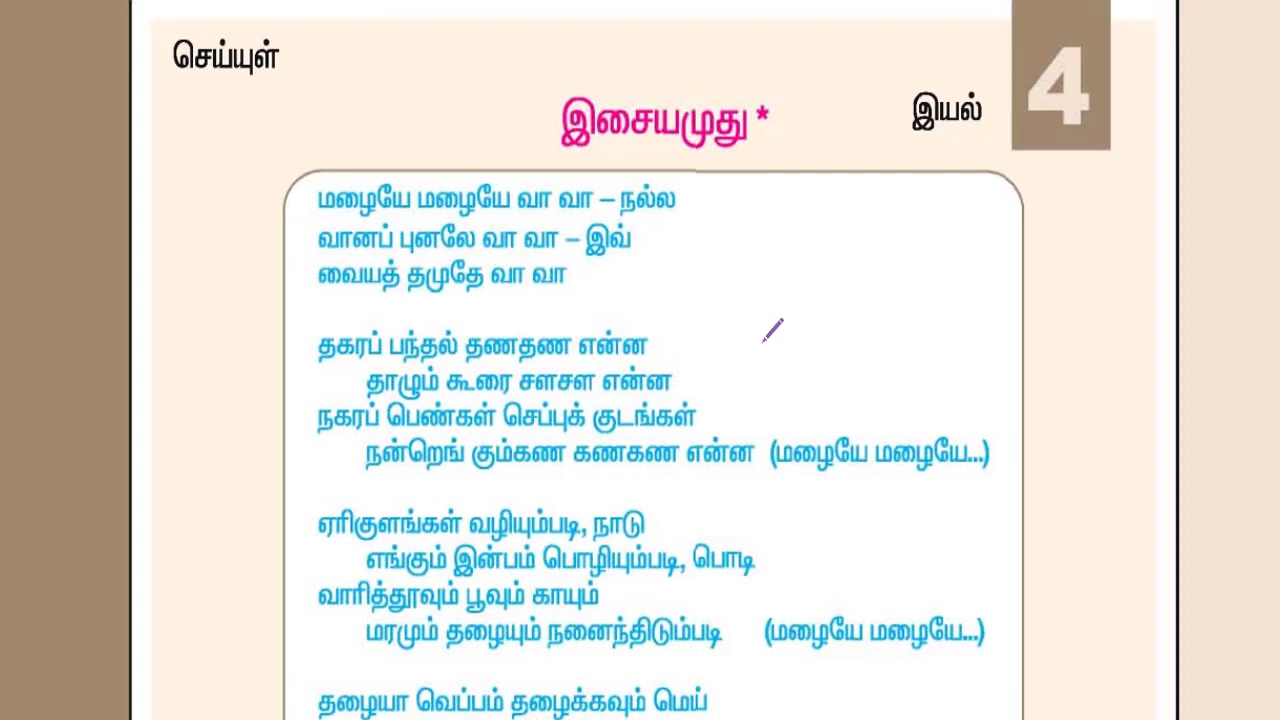 செய்யுள்
4
இயல்
இசையமுது *
மழையே மழையே வா வா – நல்ல
வானப் புனலே வா வா – இவ்
வையத் தமுதே வா வா
தகரப் பந்தல் தணதண என்ன
தாழும் கூரை சளசள என்ன
நகரப் பெண்கள் செப்புக் குடங்கள்
நன்றெங் கும்கண கணகண என்ன (மழையே மழையே...)
ஏரிகுளங்கள் வழியும்படி, நாடு
எங்கும் இன்பம் பொழியும்படி, பொடி
வாரித்தூவும் பூவும் காயும்
மரமும் தழையும் நனைந்திடும்படி (மழையே மழையே...)
தழையா வெப்பம் தழைக்கவும் மெய்